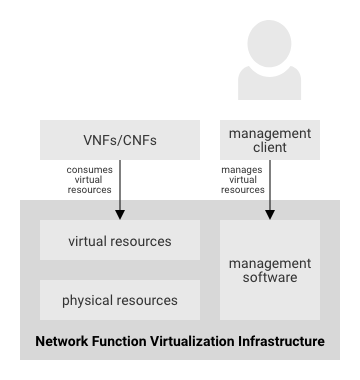 VNFs/CNFs
management
client
consumes
virtual
resources
manages
virtual
resources
virtual resources
management
software
physical resources
Network Function Virtualization Infrastructure